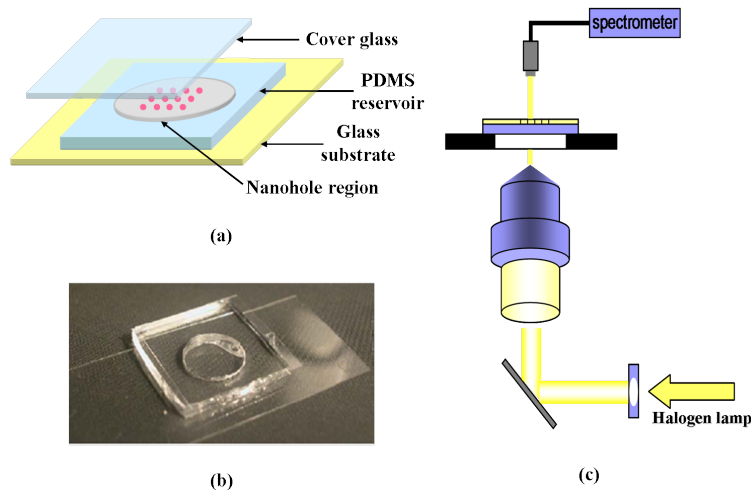 Cover glass
PDMS
reservoir
Glass
substrate
Nanohole region
(a)
(b)
spectrometer
Halogen lamp
(c)